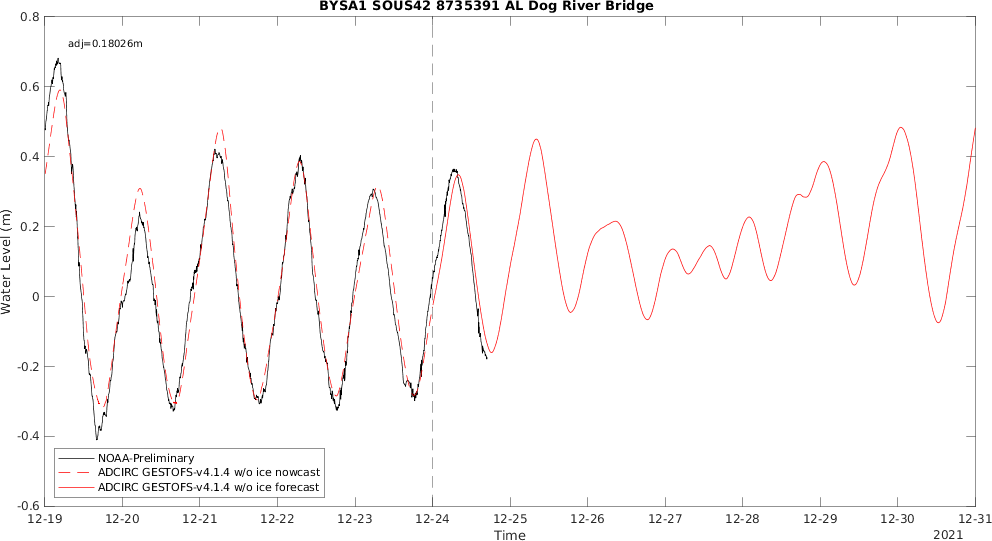 BYSA1 SOUS42 8735391 AL Dog River Bridge
adj=0.18026m
Water Level (m)
0.8
0.6
0.4
0.2
0
-0.2
-0.4
-0.6
NOAA-Preliminary
ADCIRC GESTOFS-v4.1.4 w/o ice nowcast
ADCIRC GESTOFS-v4.1.4 w/o ice forecast
12-19 12-20 12-21 12-22 12-23 12-24 12-25 12-26 12-27 12-28 12-29 12-30 12-31
Time
2021